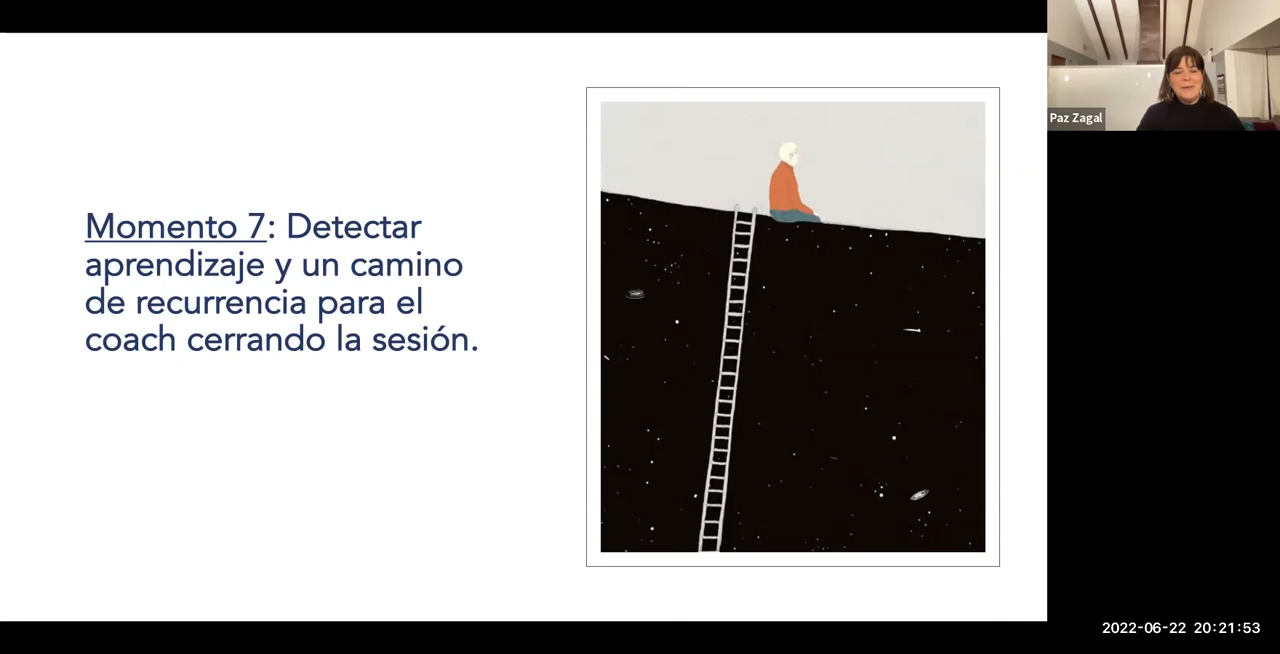 Momento 7: Detectar
aprendizaje y un camino
de recurrencia para el
coach cerrando la sesión.
Paz Zagal
2022-06-22 20:21:53